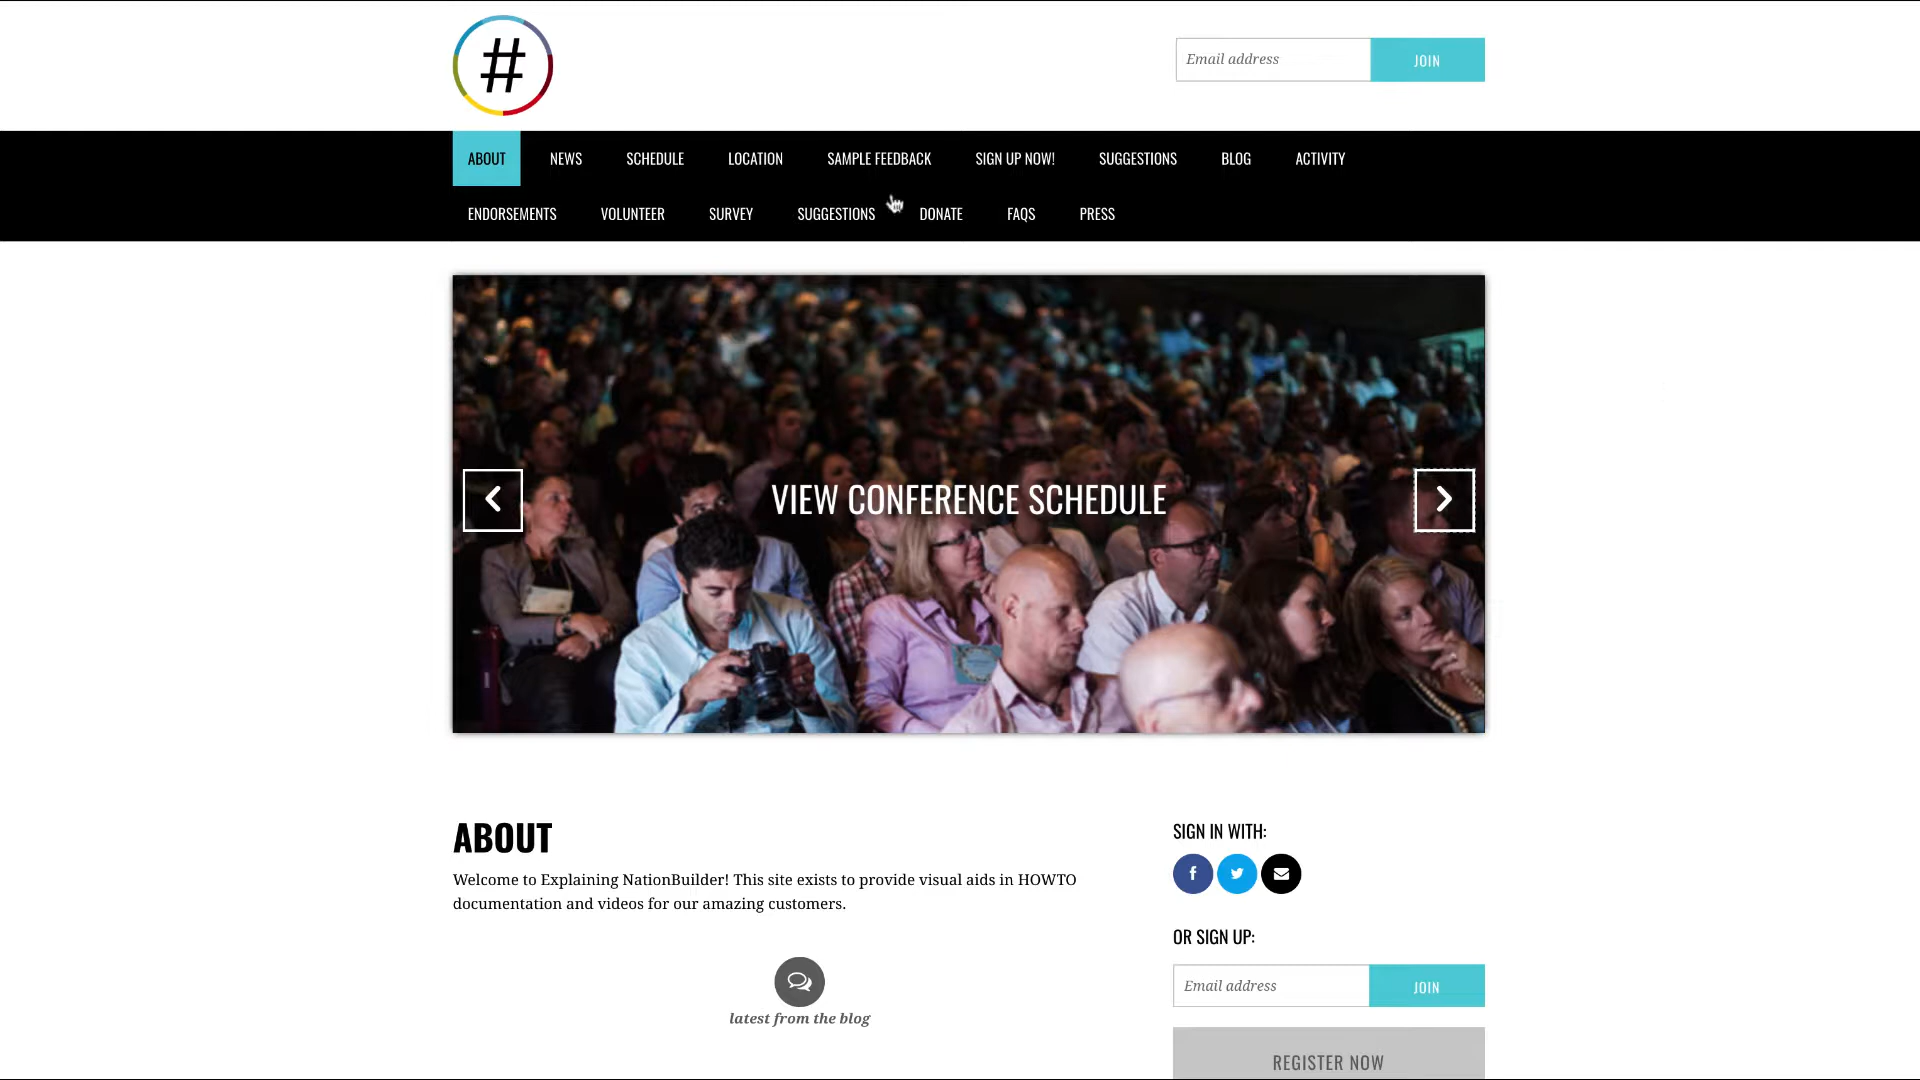 #
Email address JOIN
ABOUT NEWS SCHEDULE LOCATION SAMPLE FEEDBACK SIGN UP NOW! SUGGESTIONS BLOG ACTIVITY
ENDORSEMENTS VOLUNTEER SURVEY SUGGESTIONS DONATE FAQS PRESS
VIEW CONFERENCE SCHEDULE
ABOUT
Welcome to Explaining NationBuilder! This site exists to provide visual aids in HOWTO
documentation and videos for our amazing customers.
latest from the blog
SIGN IN WITH:
f
OR SIGN UP:
Email address JOIN
REGISTER NOW